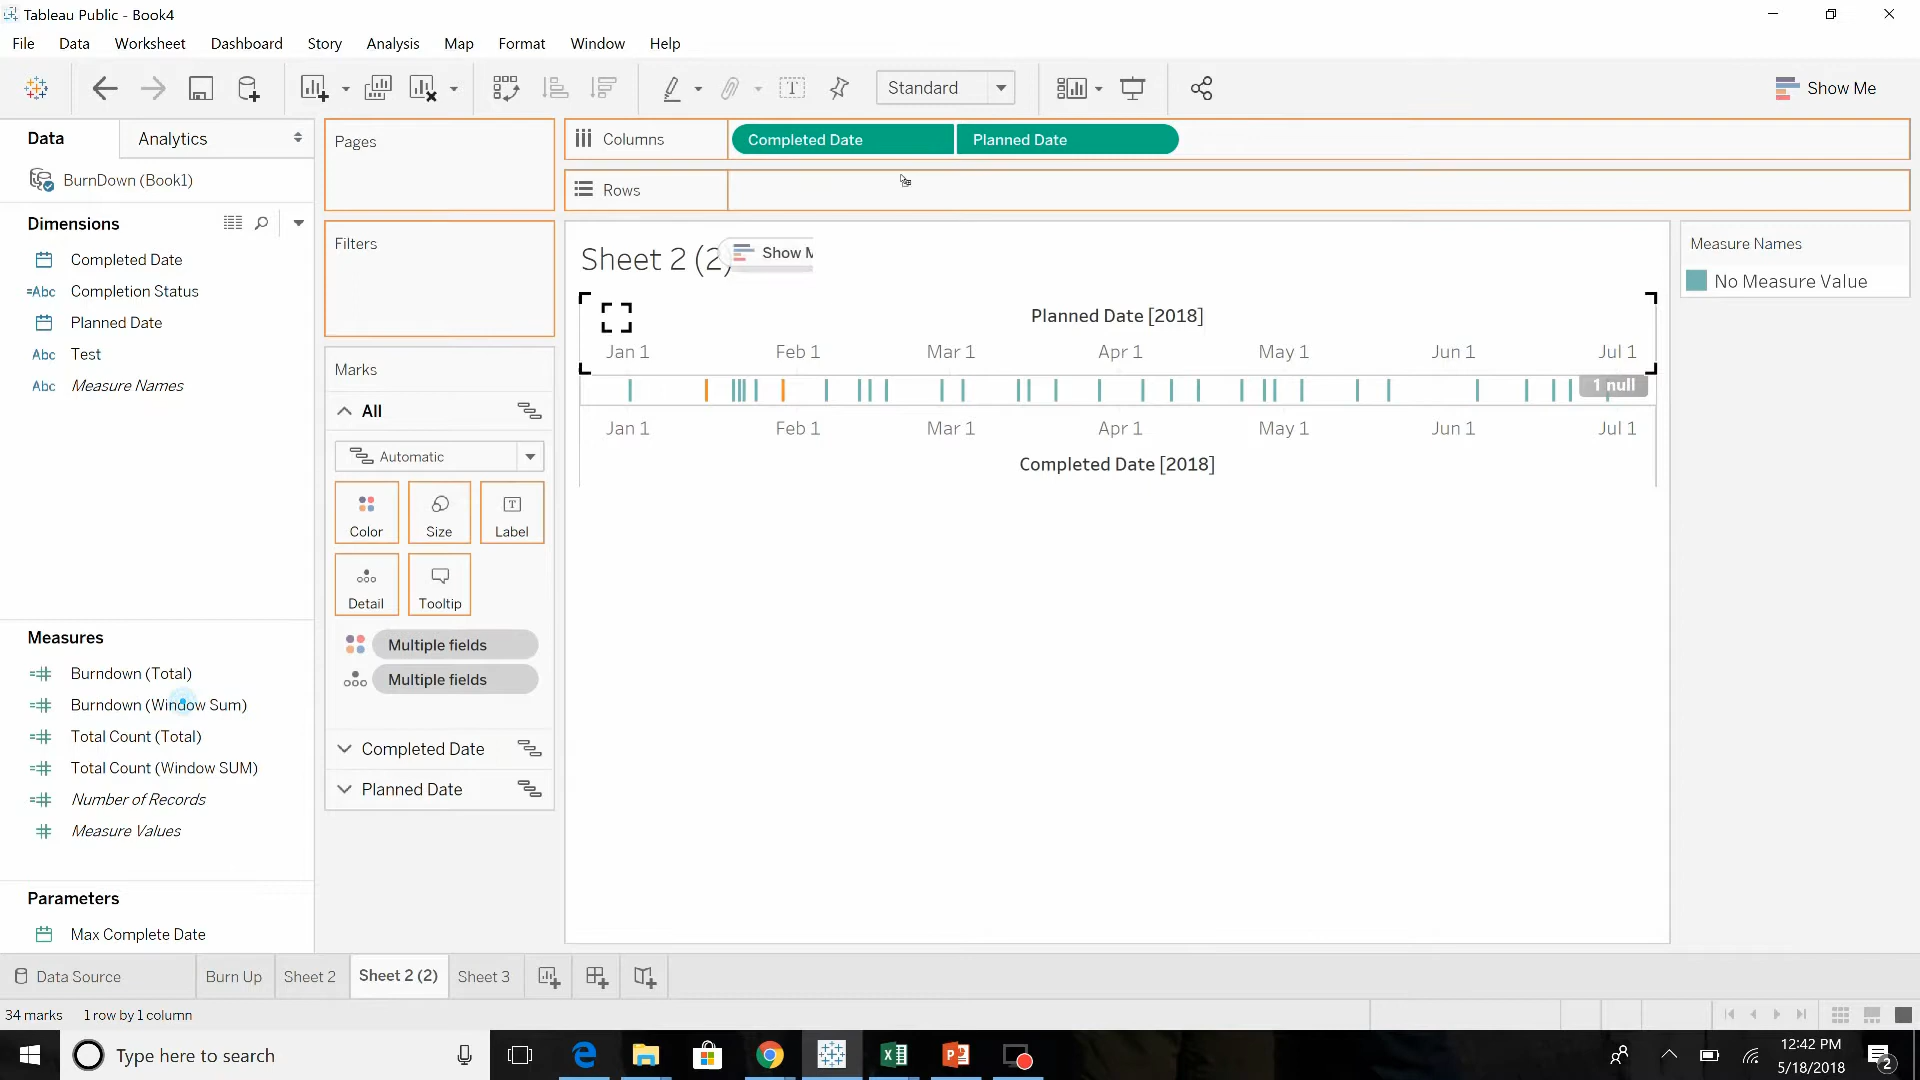 Tableau Public - Book4
File Data Worksheet Dashboard Story Analysis Map Format Window Help
Standard
Show Me
Data
Analytics
BurnDown (Book1)
Dimensions
Completed Date
=Abc Completion Status
Planned Date
Abc Test
Abc Measure Names
Measures
Burndown (Total)
Burndown (Window Sum)
Total Count (Total)
Total Count (Window SUM)
Number of Records
Measure Values
Parameters
Max Complete Date
Pages
Filters
Marks
All
Automatic
Color
Size
Label
Detail
Tooltip
Multiple fields
Multiple fields
Completed Date
Planned Date
Columns
Completed Date
Planned Date
Rows
Sheet 2 (2)
Show M
Planned Date [2018]
Jan 1 Feb 1 Mar 1 Apr 1 May 1 Jun 1 Jul 1
1 null
Jan 1 Feb 1 Mar 1 Apr 1 May 1 Jun 1 Jul 1
Completed Date [2018]
Measure Names
No Measure Value
Data Source Burn Up Sheet 2 Sheet 2 (2) Sheet 3
34 marks 1 row by 1 column
Type here to search
12:42 PM
5/18/2018
2